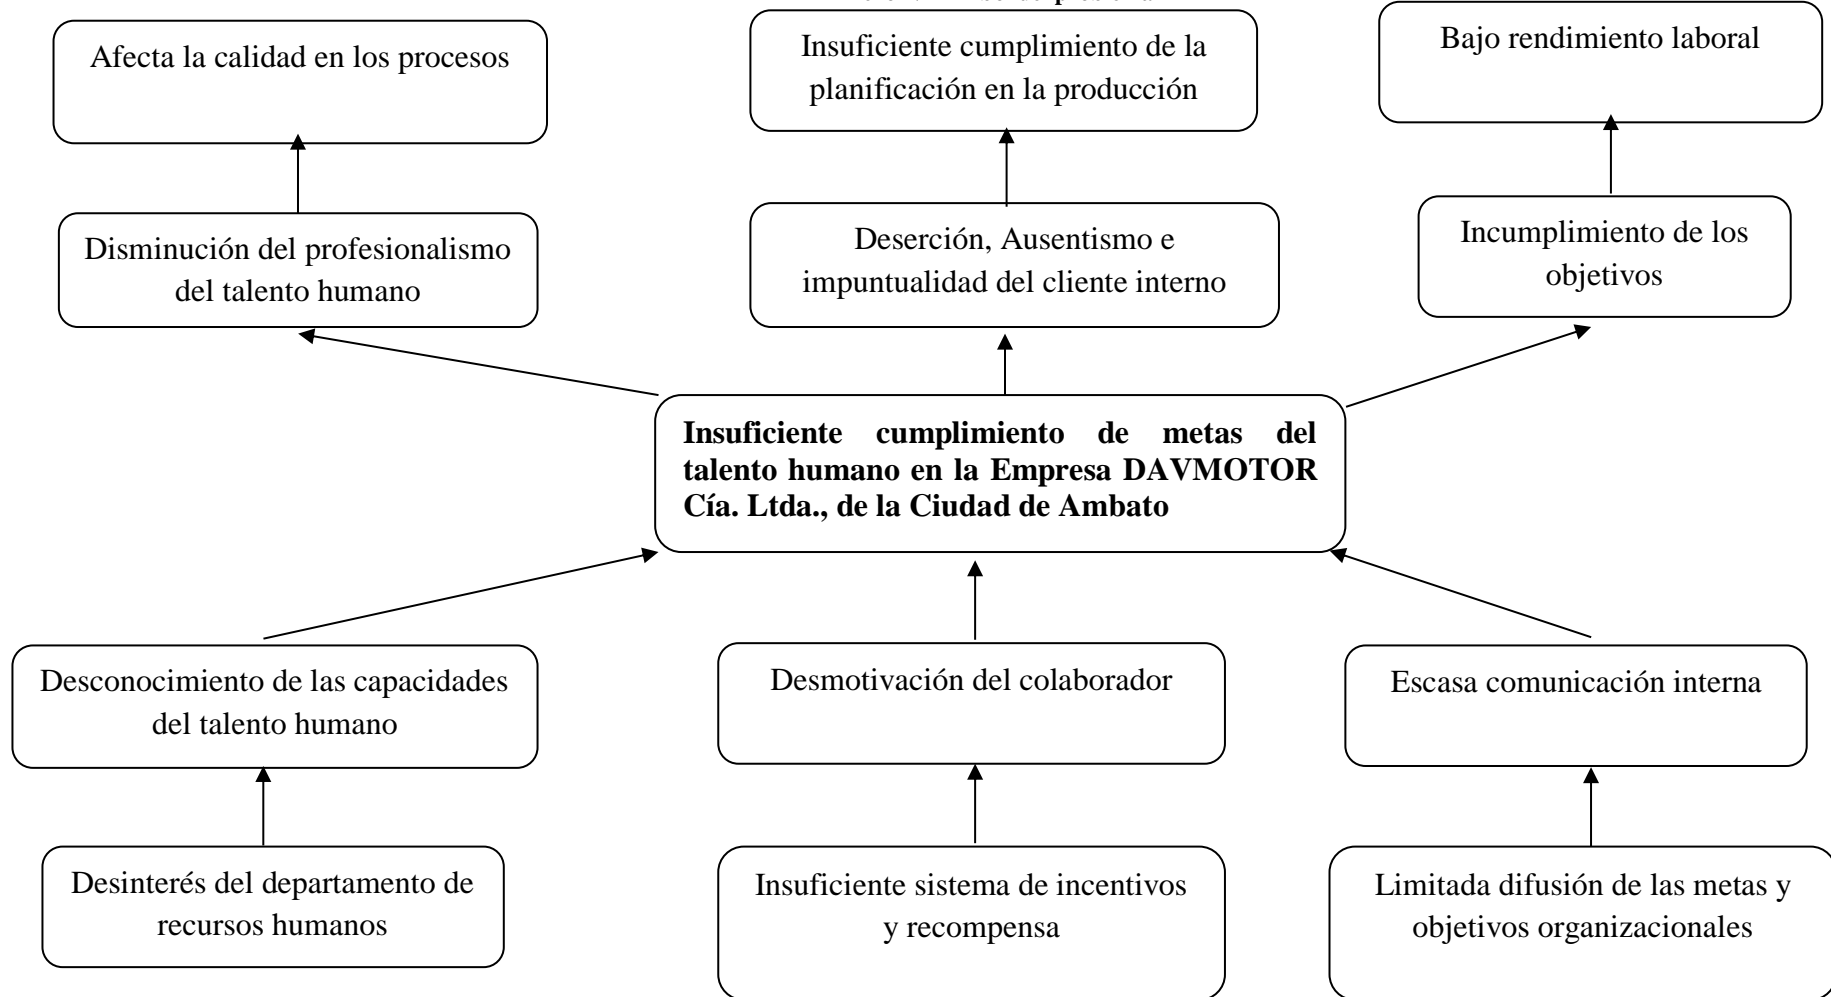 Afecta la calidad en los procesos
Insuficiente cumplimiento de la
planificación en la producción
Bajo rendimiento laboral
Disminución del profesionalismo
del talento humano
Deserción, Ausentismo e
impuntualidad del cliente interno
Incumplimiento de los
objetivos
Insuficiente cumplimiento de metas del
talento humano en la Empresa DAVMOTOR
Cía. Ltda., de la Ciudad de Ambato
Desconocimiento de las capacidades
del talento humano
Desmotivación del colaborador
Escasa comunicación interna
Desinterés del departamento de
recursos humanos
Insuficiente sistema de incentivos
y recompensa
Limitada difusión de las metas y
objetivos organizacionales